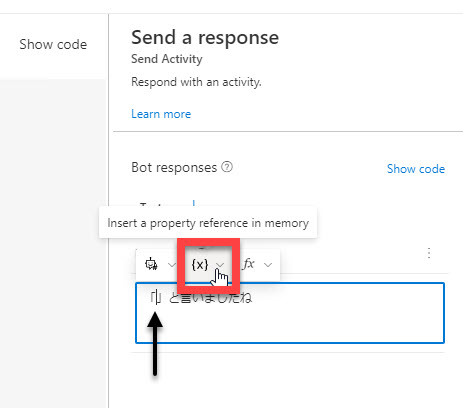 Show code
Send a response
Send Activity
Respond with an activity.
Learn more
Bot responses
Show code
Insert a property reference in memory
{x}
fx
「」と言いましたね